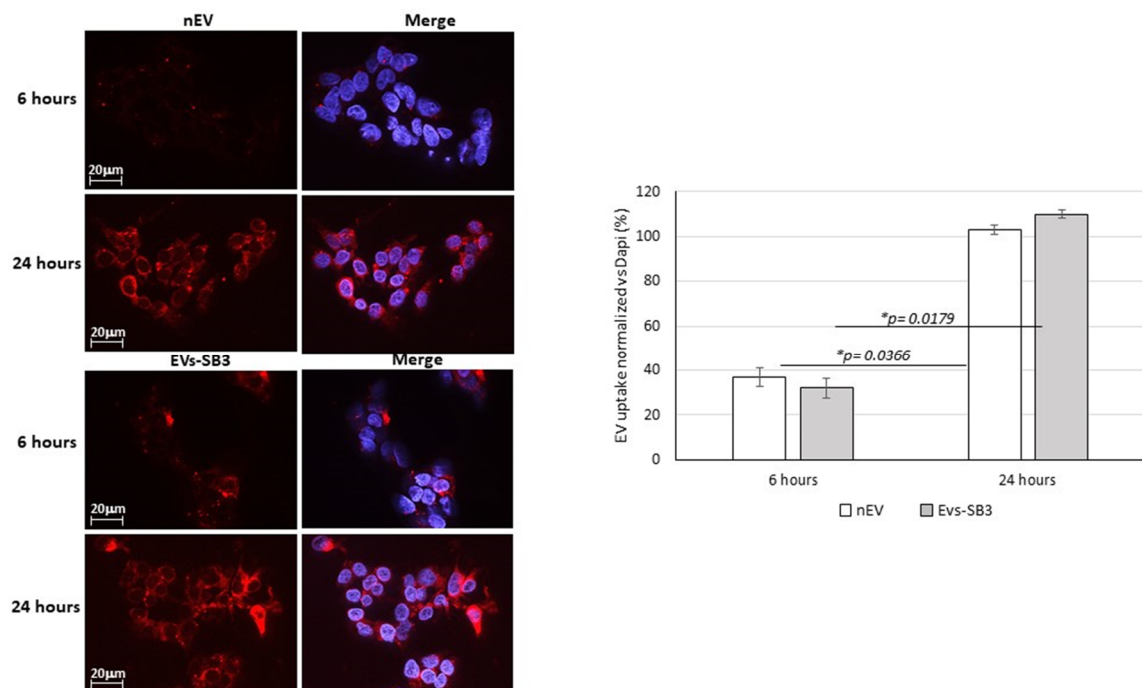 nEV Merge
6 hours
20µm
24 hours
20µm
EVs-SB3 Merge
6 hours
20µm
24 hours
20µm
EV uptake normalized vs Dapi (%)
120
100
80
60
40
20
0
*p= 0.0179
*p= 0.0366
6 hours 24 hours
nEV Evs-SB3